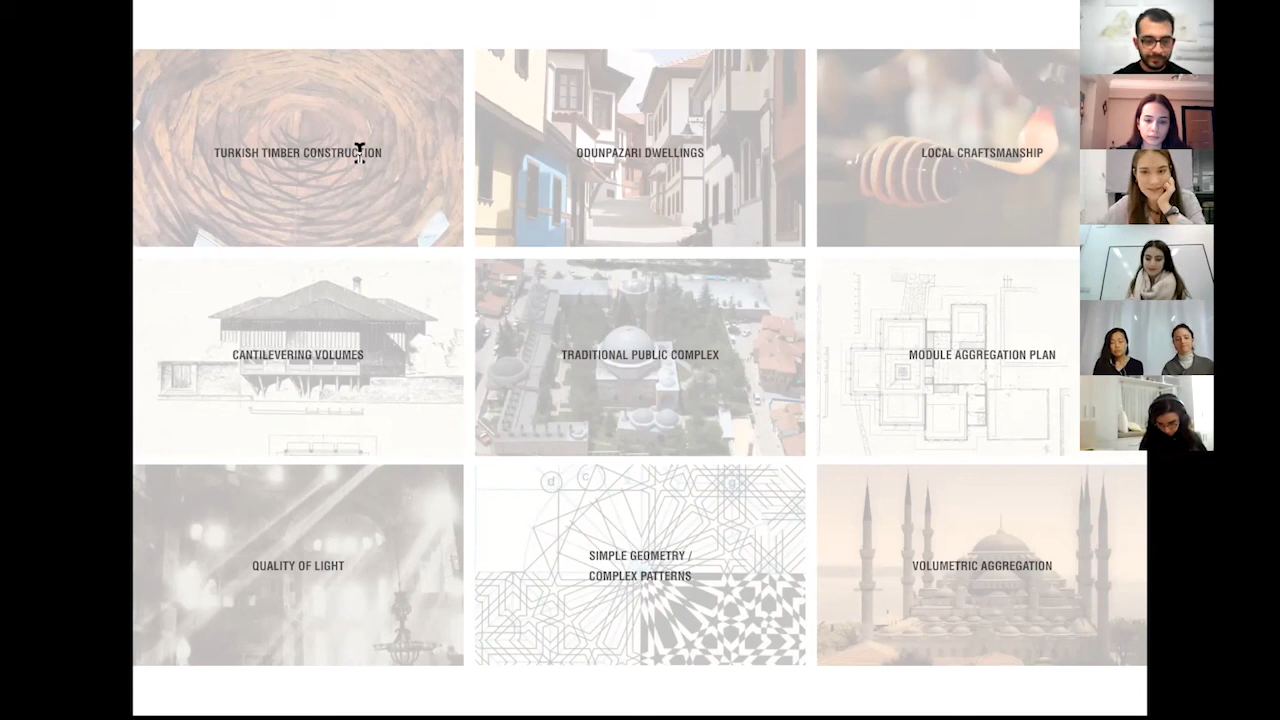 TURKISH TIMBER CONSTRUCTION
ODUNPAZARI DWELLINGS
LOCAL CRAFTSMANSHIP
CANTILEVERING VOLUMES
TRADITIONAL PUBLIC COMPLEX
MODULE AGGREGATION PLAN
QUALITY OF LIGHT
d c
SIMPLE GEOMETRY /
COMPLEX PATTERNS
VOLUMETRIC AGGREGATION